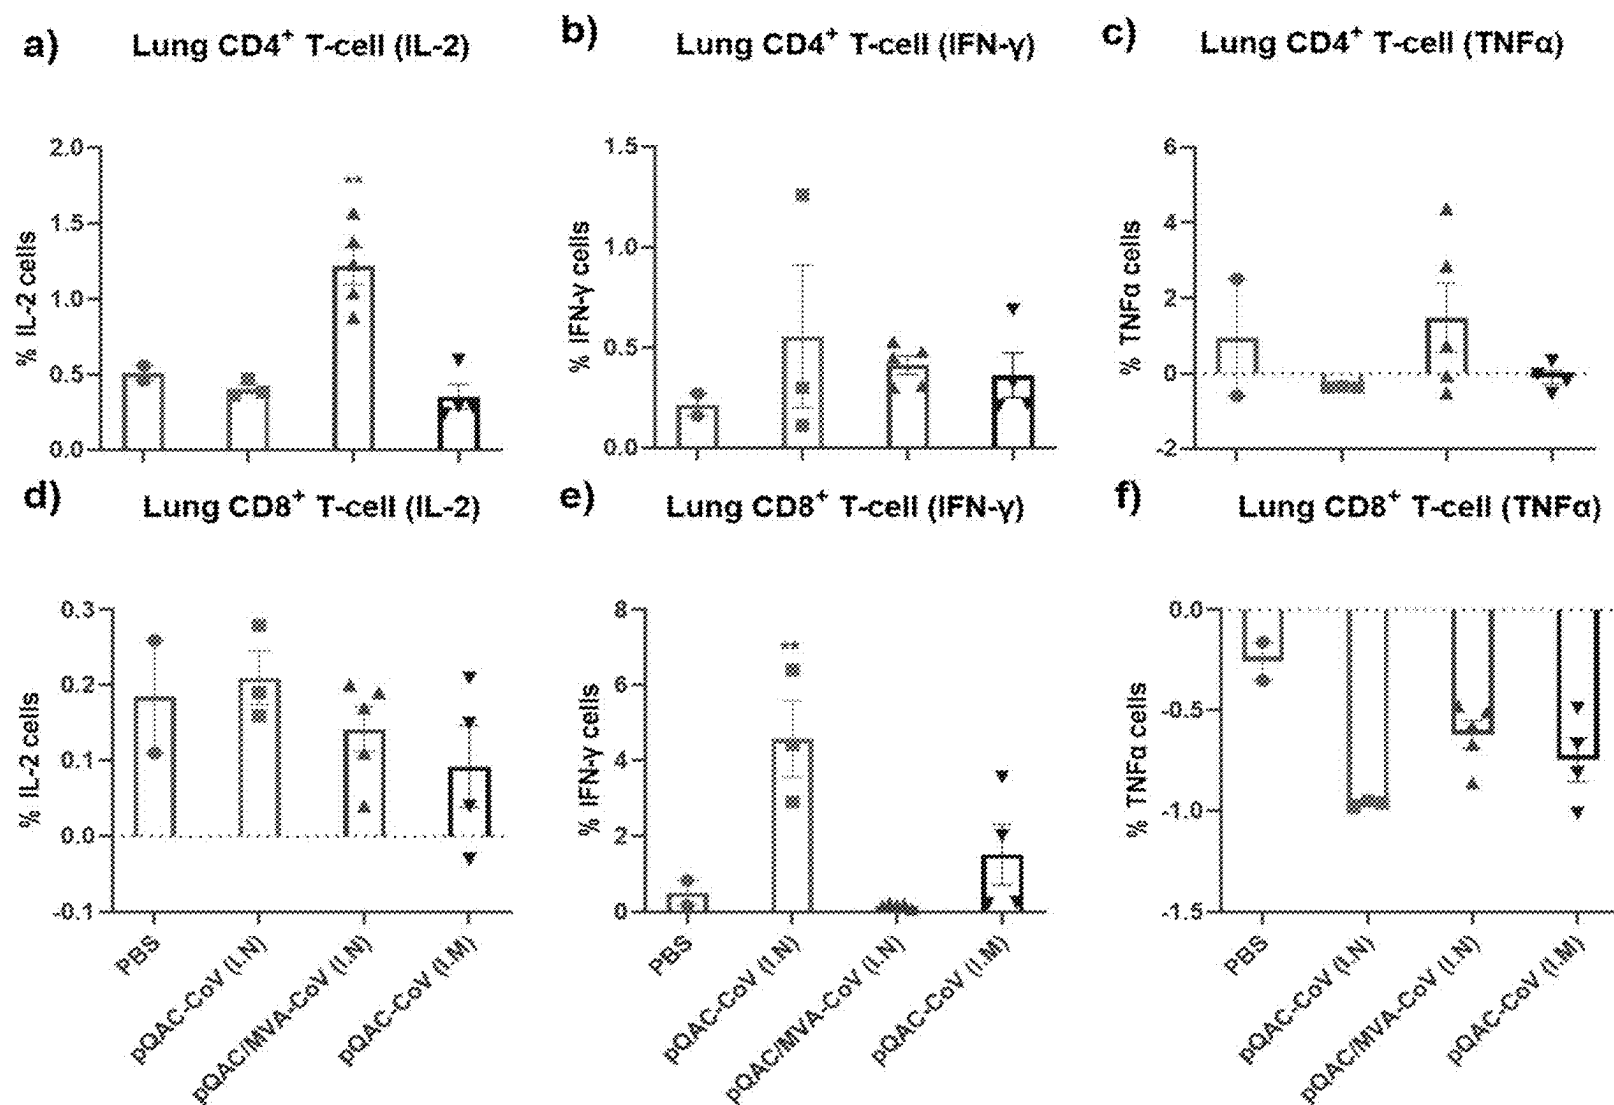 a) Lung CD4⁺ T-cell (IL-2)
2.0
1.5
1.0
0.5
0.0
% IL-2 cells
**
b) Lung CD4⁺ T-cell (IFN-γ)
1.5
1.0
0.5
0.0
% IFN-γ cells
c) Lung CD4⁺ T-cell (TNFα)
6
4
2
0
-2
% TNFα cells
d) Lung CD8⁺ T-cell (IL-2)
0.3
0.2
0.1
0.0
-0.1
% IL-2 cells
PBS
pQAC-CoV (I.N)
pQAC/MVA-CoV (I.N)
pQAC-CoV (I.M)
e) Lung CD8⁺ T-cell (IFN-γ)
8
6
4
2
0
% IFN-γ cells
**
PBS
pQAC-CoV (I.N)
pQAC/MVA-CoV (I.N)
pQAC-CoV (I.M)
f) Lung CD8⁺ T-cell (TNFα)
0.0
-0.5
-1.0
-1.5
% TNFα cells
PBS
pQAC-CoV (I.N)
pQAC/MVA-CoV (I.N)
pQAC-CoV (I.M)